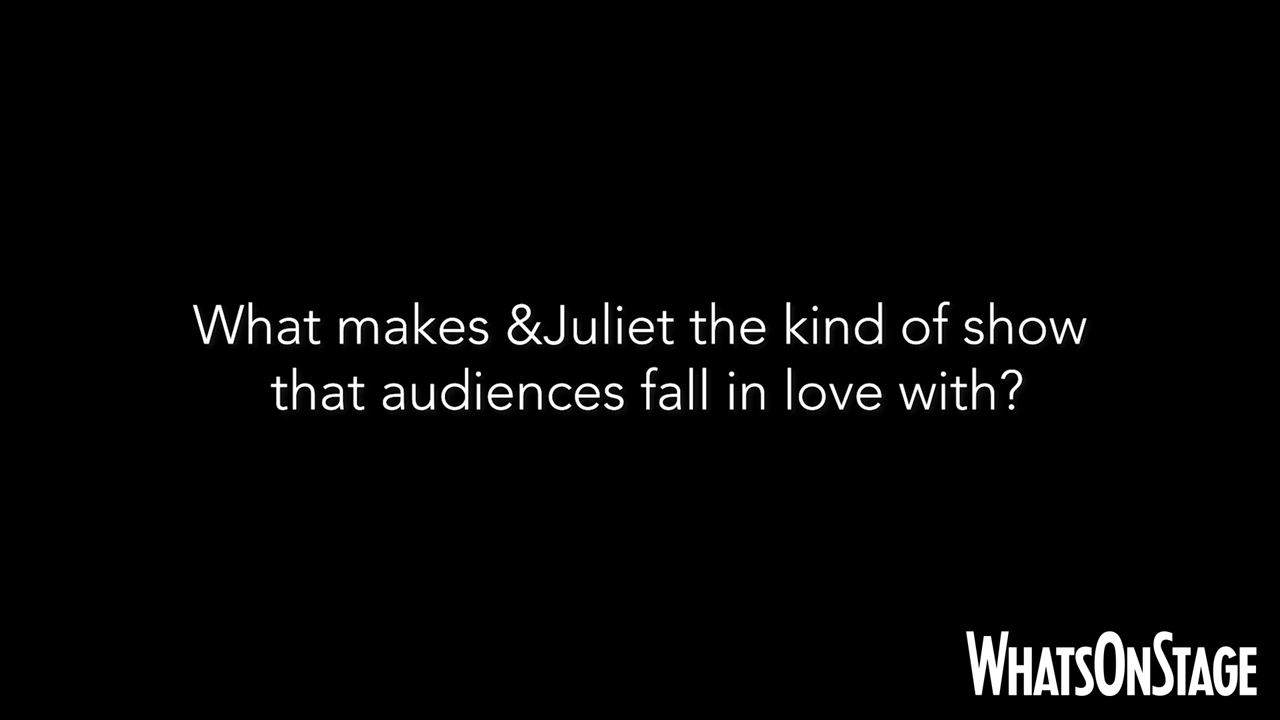 What makes &Juliet the kind of show
that audiences fall in love with?
WHATSONSTAGE